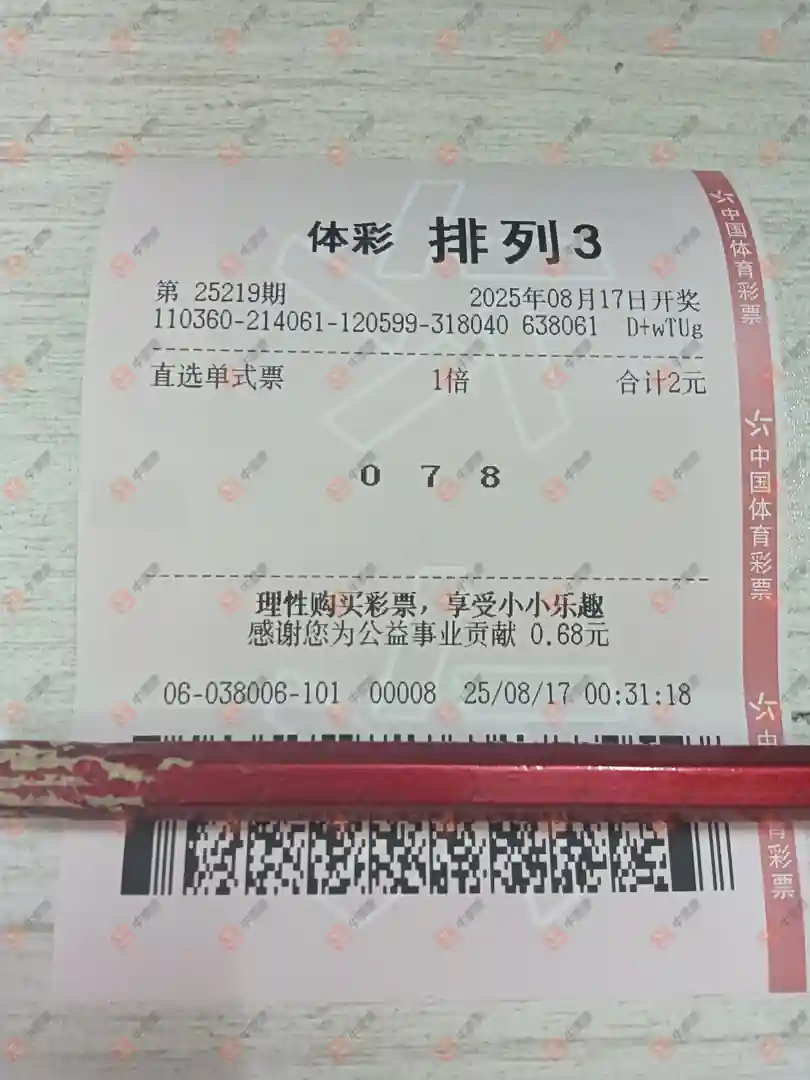 体彩 排列3
第 25219期 2025年08月17日开奖
110360-214061-120599-318040 638061 D+wTUg
直选单式票 1倍 合计2元
0 7 8
理性购买彩票，享受小小乐趣
感谢您为公益事业贡献 0.68元
06-038006-101 00008 25/08/17 00:31:18
中国体育彩票
中国体育彩票
中
育彩票